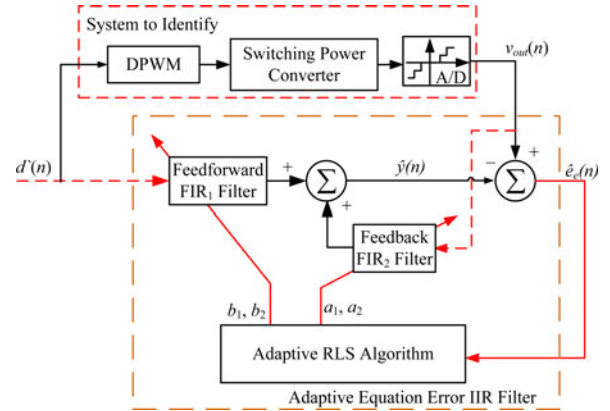 System to Identify
DPWM
Switching Power
Converter
A/D
v_out(n)
d`(n)
Feedforward
FIR₁ Filter
+
Σ
+
ŷ(n)
−
+
Σ
ê_e(n)
Feedback
FIR₂ Filter
b₁, b₂
a₁, a₂
Adaptive RLS Algorithm
Adaptive Equation Error IIR Filter